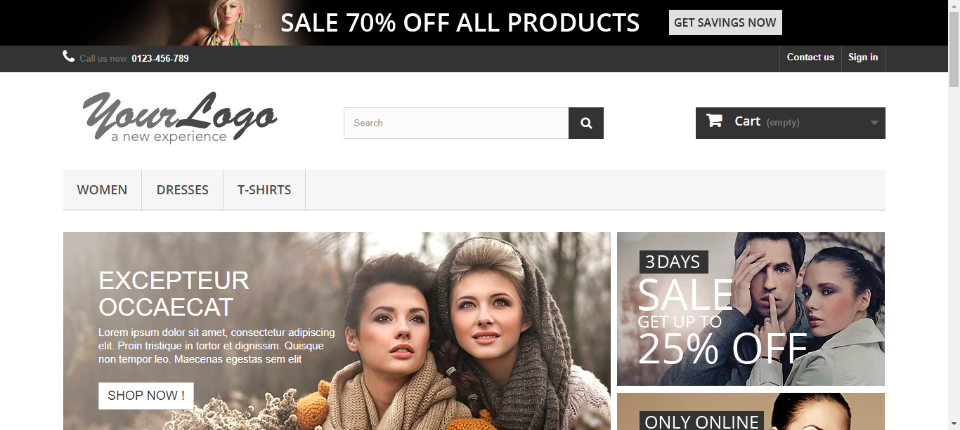 SALE 70% OFF ALL PRODUCTS
GET SAVINGS NOW
Call us now: 0123-456-789
Contact us
Sign in
YourLogo
a new experience
Search
Cart (empty)
WOMEN
DRESSES
T-SHIRTS
EXCEPTEUR
OCCAECAT
Lorem ipsum dolor sit amet, consectetur adipiscing
elit. Proin tristique in tortor et dignissim. Quisque
non tempor leo. Maecenas egestas sem elit
SHOP NOW !
3 DAYS
SALE
GET UP TO
25% OFF
ONLY ONLINE